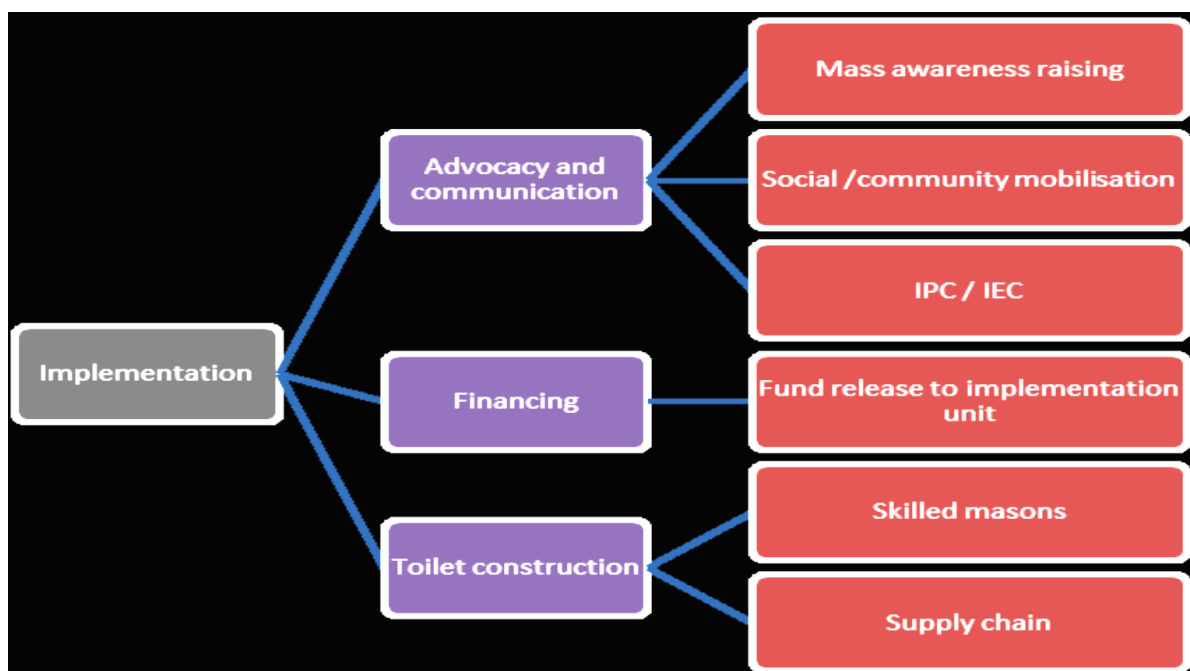 Mass awareness raising
Advocacy and
communication
Social /community mobilisation
IPC / IEC
Implementation
Financing
Fund release to implementation
unit
Skilled masons
Toilet construction
Supply chain